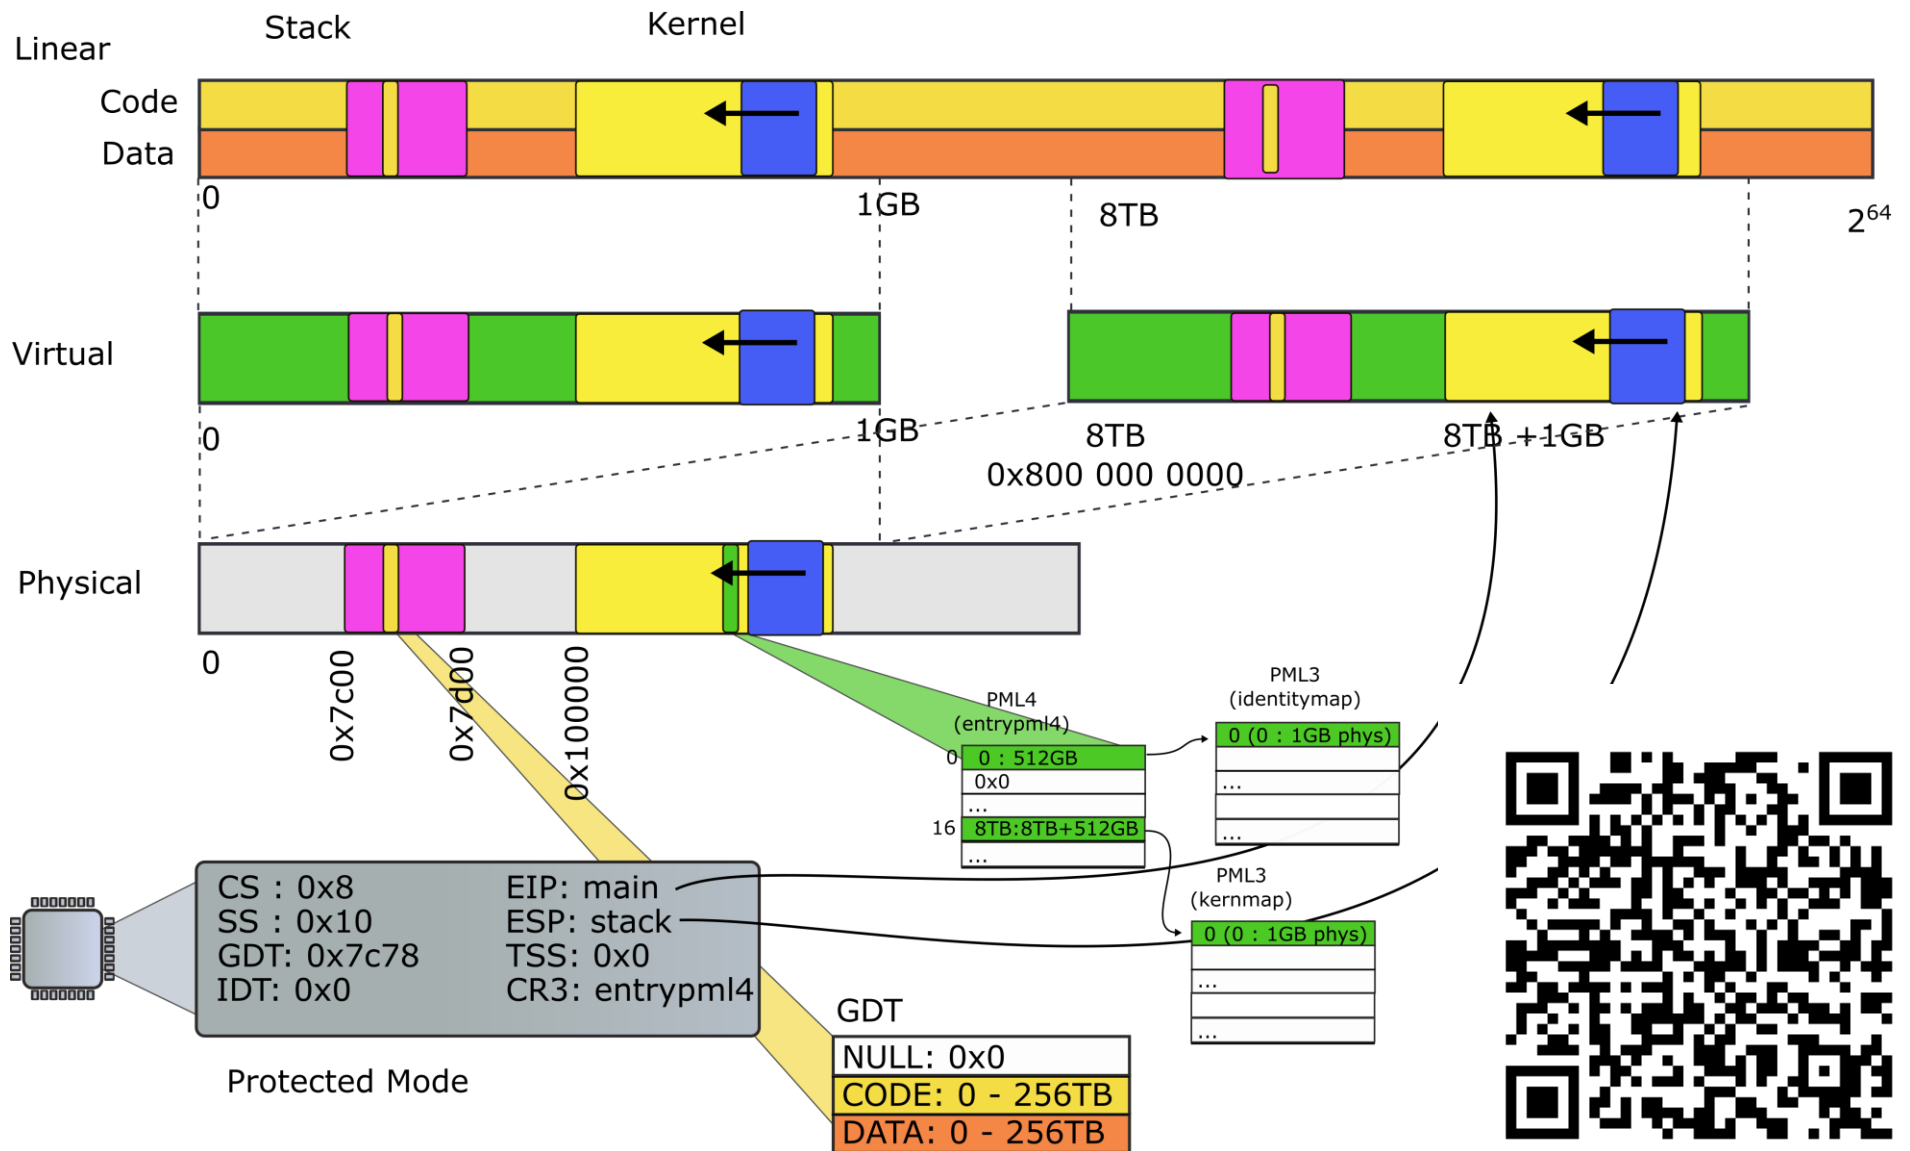 Stack
Kernel
Linear
Code
Data
0
1GB
8TB
2^64
Virtual
0
1GB
8TB
8TB +1GB
0x800 000 0000
Physical
0
0x7c00
0x7d00
0x100000
PML4
(entrypml4)
0
0 : 512GB
0x0
...
16
8TB:8TB+512GB
...
PML3
(identitymap)
0 (0 : 1GB phys)
...
...
PML3
(kernmap)
0 (0 : 1GB phys)
...
...
CS : 0x8
SS : 0x10
GDT: 0x7c78
IDT: 0x0
EIP: main
ESP: stack
TSS: 0x0
CR3: entrypml4
Protected Mode
GDT
NULL: 0x0
CODE: 0 - 256TB
DATA: 0 - 256TB